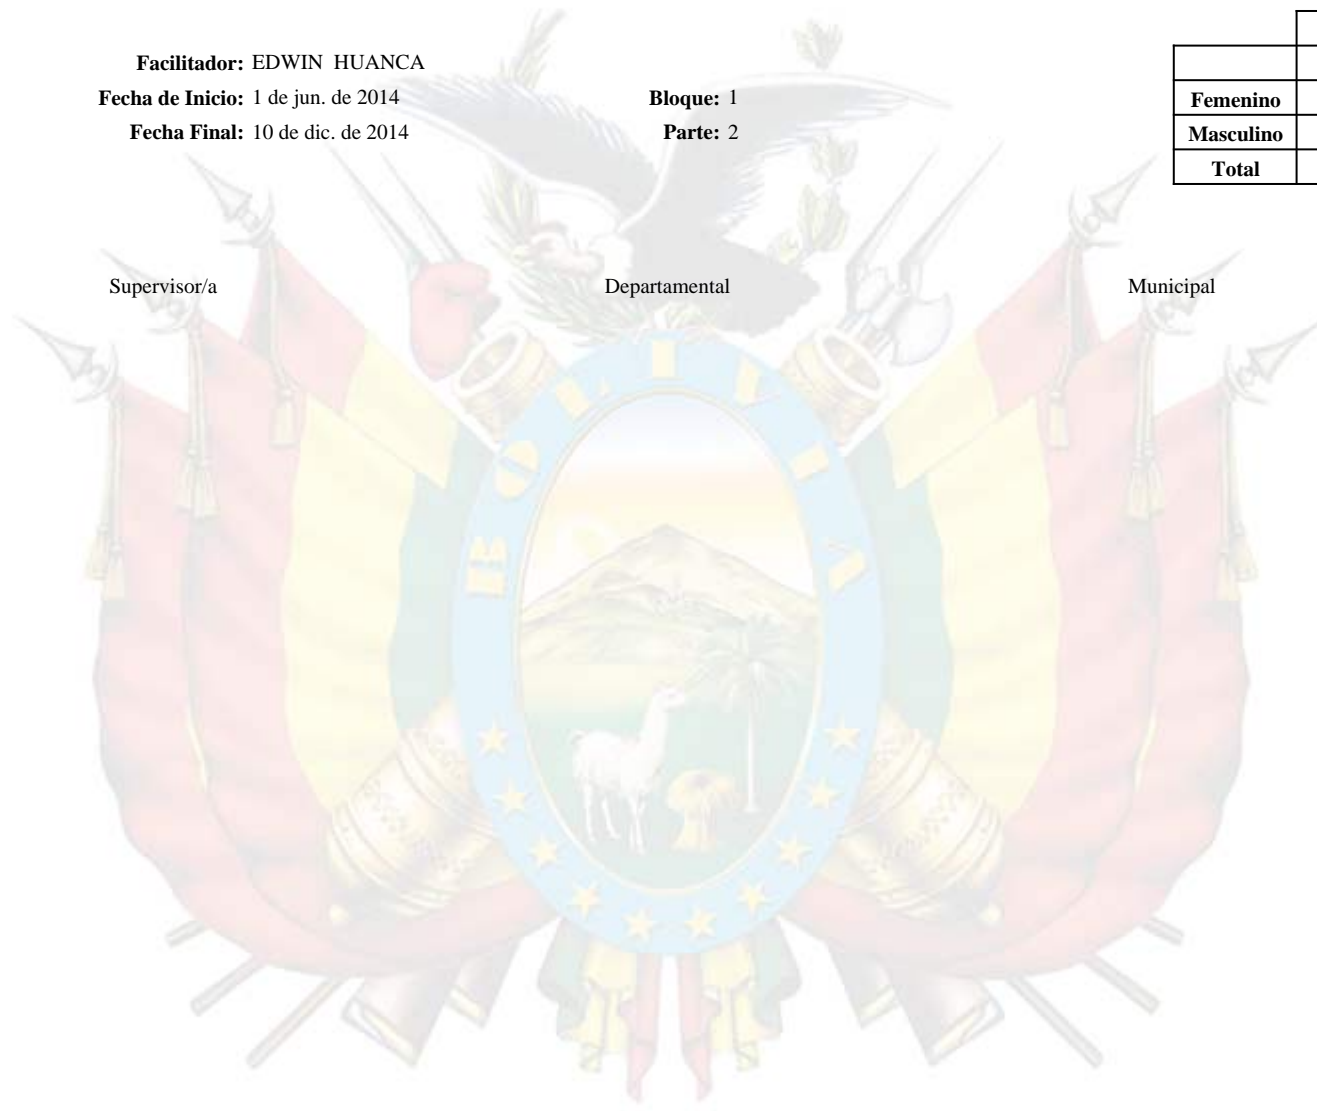 Facilitador: EDWIN HUANCA
Fecha de Inicio: 1 de jun. de 2014 Bloque: 1
Fecha Final: 10 de dic. de 2014 Parte: 2
Femenino
Masculino
Total
Supervisor/a Departamental Municipal
BOLIVIA